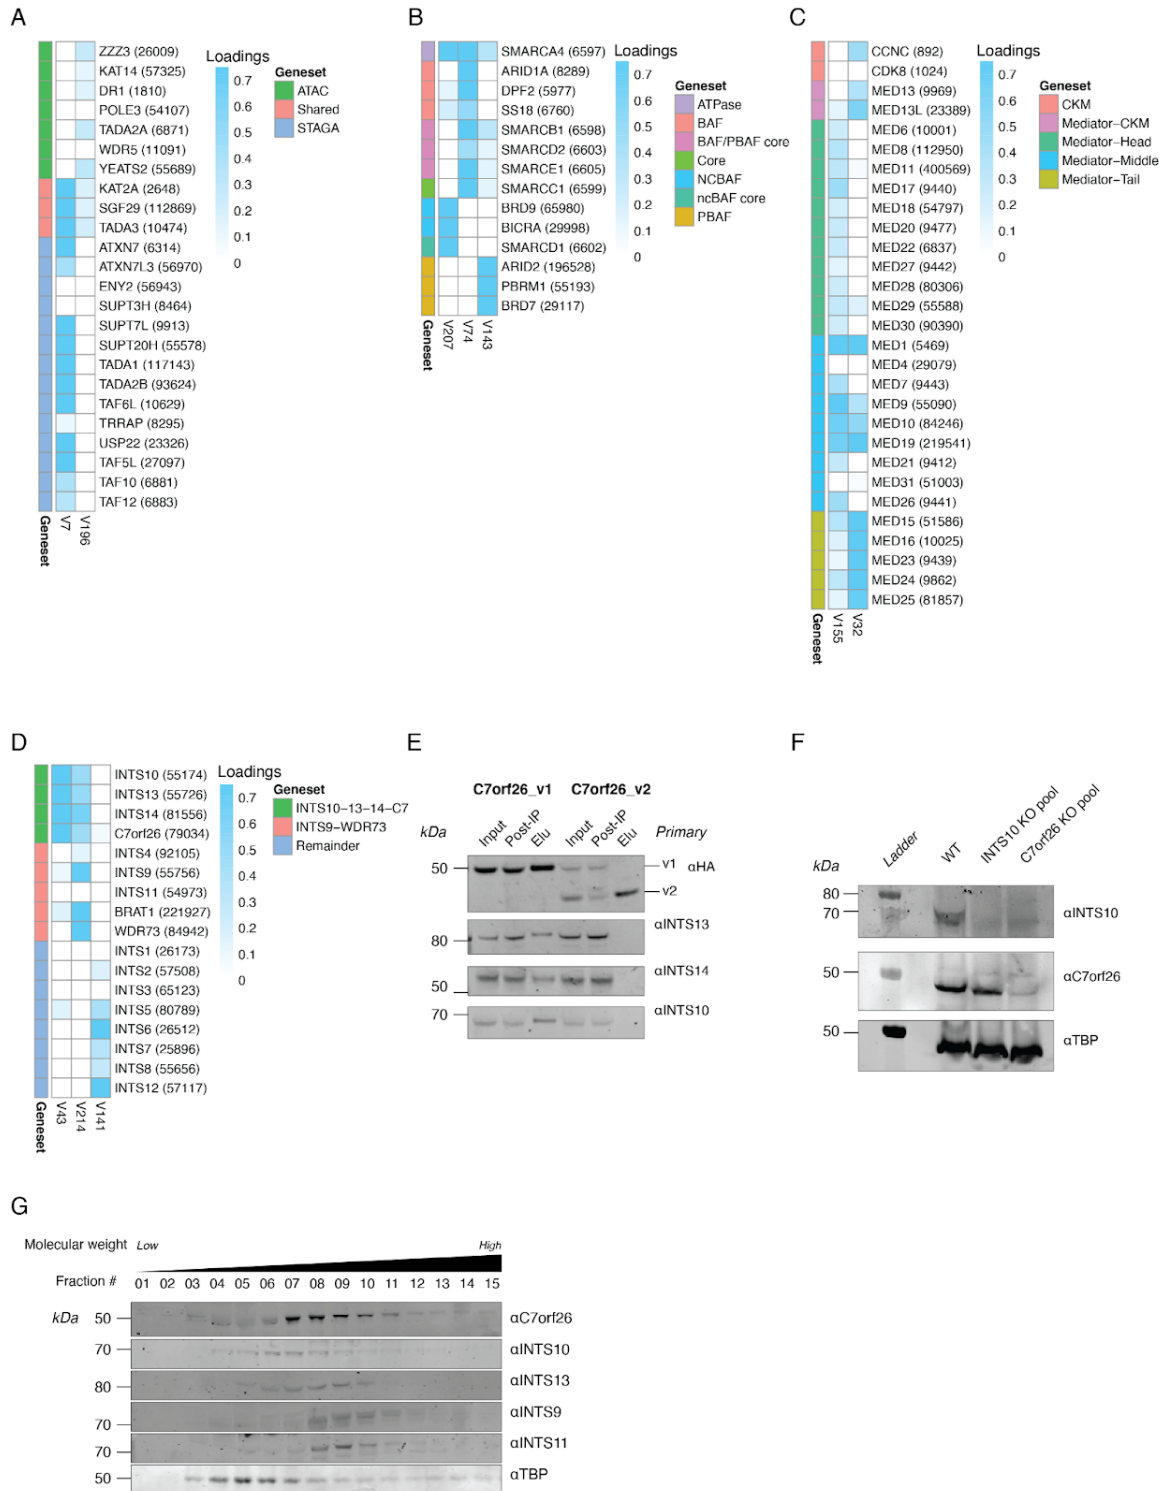 A
ZZZ3 (26009)
KAT14 (57325)
DR1 (1810)
POLE3 (54107)
TADA2A (6871)
WDR5 (11091)
YEATS2 (55689)
KAT2A (2648)
SGF29 (112869)
TADA3 (10474)
ATXN7 (6314)
ATXN7L3 (56970)
ENY2 (56943)
SUPT3H (8464)
SUPT7L (9913)
SUPT20H (55578)
TADA1 (117143)
TADA2B (93624)
TAF6L (10629)
TRRAP (8295)
USP22 (23326)
TAF5L (27097)
TAF10 (6881)
TAF12 (6883)
Geneset
V7
V196
Loadings
0.7
0.6
0.5
0.4
0.3
0.2
0.1
0
Geneset
ATAC
Shared
STAGA
B
SMARCA4 (6597)
ARID1A (8289)
DPF2 (5977)
SS18 (6760)
SMARCB1 (6598)
SMARCD2 (6603)
SMARCE1 (6605)
SMARCC1 (6599)
BRD9 (65980)
BICRA (29998)
SMARCD1 (6602)
ARID2 (196528)
PBRM1 (55193)
BRD7 (29117)
Geneset
V207
V74
V143
Loadings
0.7
0.6
0.5
0.4
0.3
0.2
0.1
0
Geneset
ATPase
BAF
BAF/PBAF core
Core
NCBAF
ncBAF core
PBAF
C
CCNC (892)
CDK8 (1024)
MED13 (9969)
MED13L (23389)
MED6 (10001)
MED8 (112950)
MED11 (400569)
MED17 (9440)
MED18 (54797)
MED20 (9477)
MED22 (6837)
MED27 (9442)
MED28 (80306)
MED29 (55588)
MED30 (90390)
MED1 (5469)
MED4 (29079)
MED7 (9443)
MED9 (55090)
MED10 (84246)
MED19 (219541)
MED21 (9412)
MED31 (51003)
MED26 (9441)
MED15 (51586)
MED16 (10025)
MED23 (9439)
MED24 (9862)
MED25 (81857)
Geneset
V155
V32
Loadings
0.7
0.6
0.5
0.4
0.3
0.2
0.1
0
Geneset
CKM
Mediator−CKM
Mediator−Head
Mediator−Middle
Mediator−Tail
D
INTS10 (55174)
INTS13 (55726)
INTS14 (81556)
C7orf26 (79034)
INTS4 (92105)
INTS9 (55756)
INTS11 (54973)
BRAT1 (221927)
WDR73 (84942)
INTS1 (26173)
INTS2 (57508)
INTS3 (65123)
INTS5 (80789)
INTS6 (26512)
INTS7 (25896)
INTS8 (55656)
INTS12 (57117)
Geneset
V43
V214
V141
Loadings
0.7
0.6
0.5
0.4
0.3
0.2
0.1
0
Geneset
INTS10−13−14−C7
INTS9−WDR73
Remainder
E
C7orf26_v1 C7orf26_v2
kDa Input Post-IP Elu Input Post-IP Elu Primary
50 v1 αHA
v2
αINTS13
80
αINTS14
50
70 αINTS10
F
kDa Ladder WT INTS10 KO pool C7orf26 KO pool
80
70 αINTS10
50 αC7orf26
50 αTBP
G
Molecular weight Low High
Fraction # 01 02 03 04 05 06 07 08 09 10 11 12 13 14 15
kDa 50 αC7orf26
70 αINTS10
80 αINTS13
70 αINTS9
70 αINTS11
50 αTBP